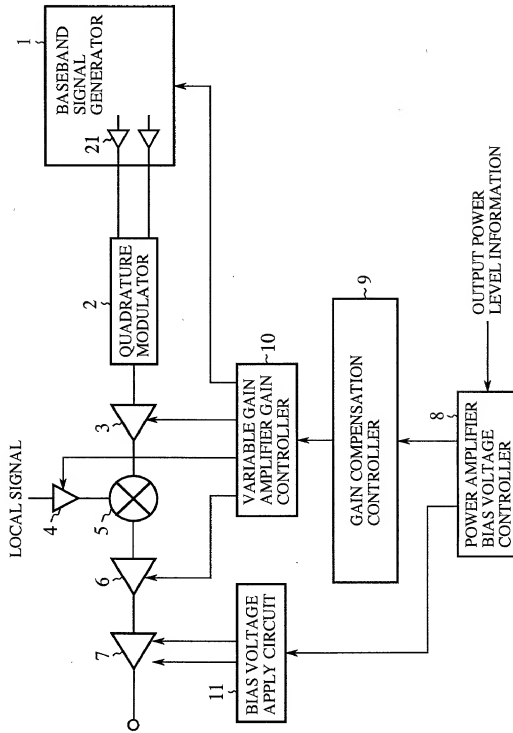 1
BASEBAND
SIGNAL
GENERATOR
21
2
QUADRATURE
MODULATOR
LOCAL SIGNAL
3
4
5
6
7
10
VARIABLE GAIN
AMPLIFIER GAIN
CONTROLLER
9
GAIN COMPENSATION
CONTROLLER
11
BIAS VOLTAGE
APPLY CIRCUIT
8
POWER AMPLIFIER
BIAS VOLTAGE
CONTROLLER
OUTPUT POWER
LEVEL INFORMATION